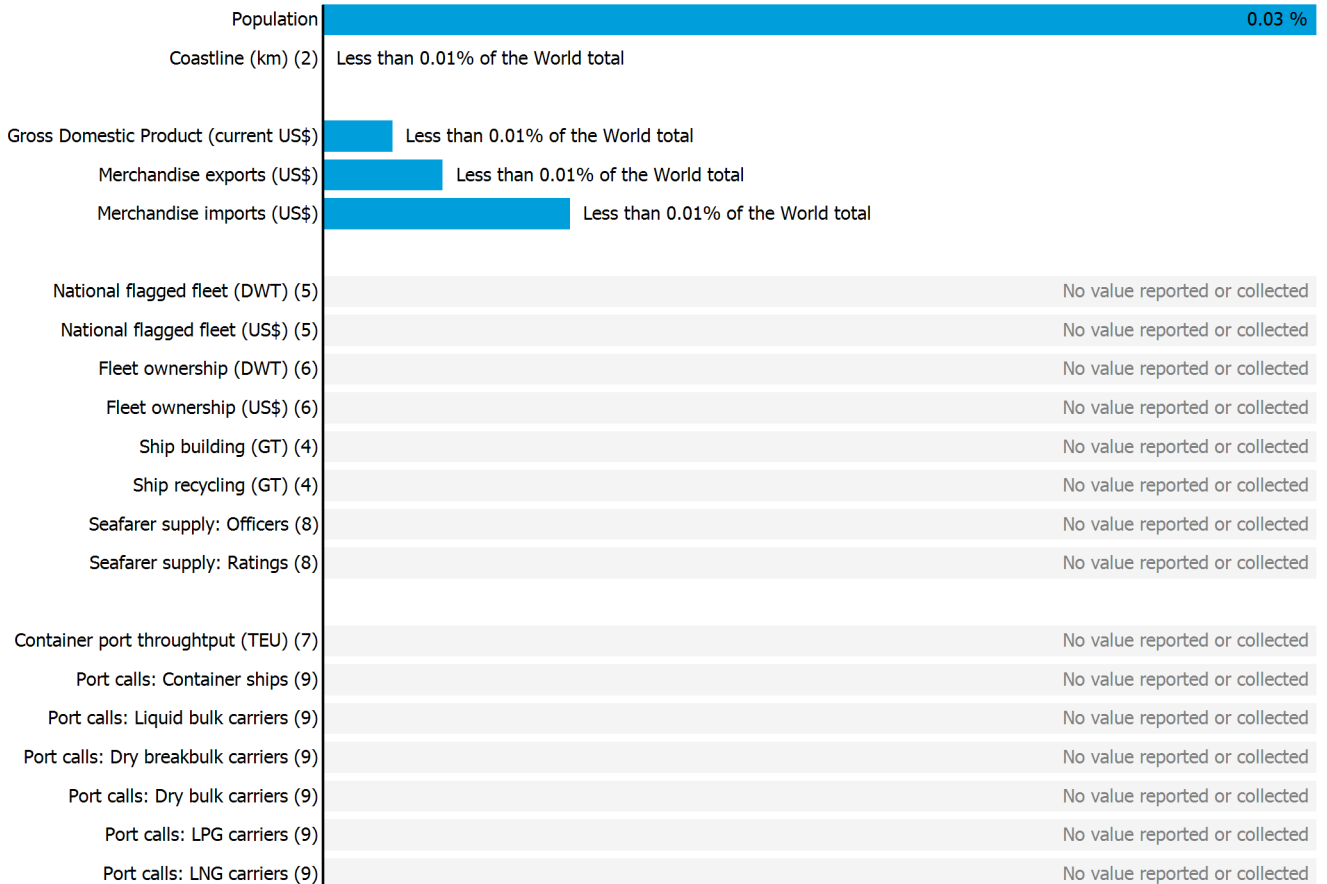 Population 0.03 %
Coastline (km) (2) Less than 0.01% of the World total
Gross Domestic Product (current US$) Less than 0.01% of the World total
Merchandise exports (US$) Less than 0.01% of the World total
Merchandise imports (US$) Less than 0.01% of the World total
National flagged fleet (DWT) (5) No value reported or collected
National flagged fleet (US$) (5) No value reported or collected
Fleet ownership (DWT) (6) No value reported or collected
Fleet ownership (US$) (6) No value reported or collected
Ship building (GT) (4) No value reported or collected
Ship recycling (GT) (4) No value reported or collected
Seafarer supply: Officers (8) No value reported or collected
Seafarer supply: Ratings (8) No value reported or collected
Container port throughtput (TEU) (7) No value reported or collected
Port calls: Container ships (9) No value reported or collected
Port calls: Liquid bulk carriers (9) No value reported or collected
Port calls: Dry breakbulk carriers (9) No value reported or collected
Port calls: Dry bulk carriers (9) No value reported or collected
Port calls: LPG carriers (9) No value reported or collected
Port calls: LNG carriers (9) No value reported or collected